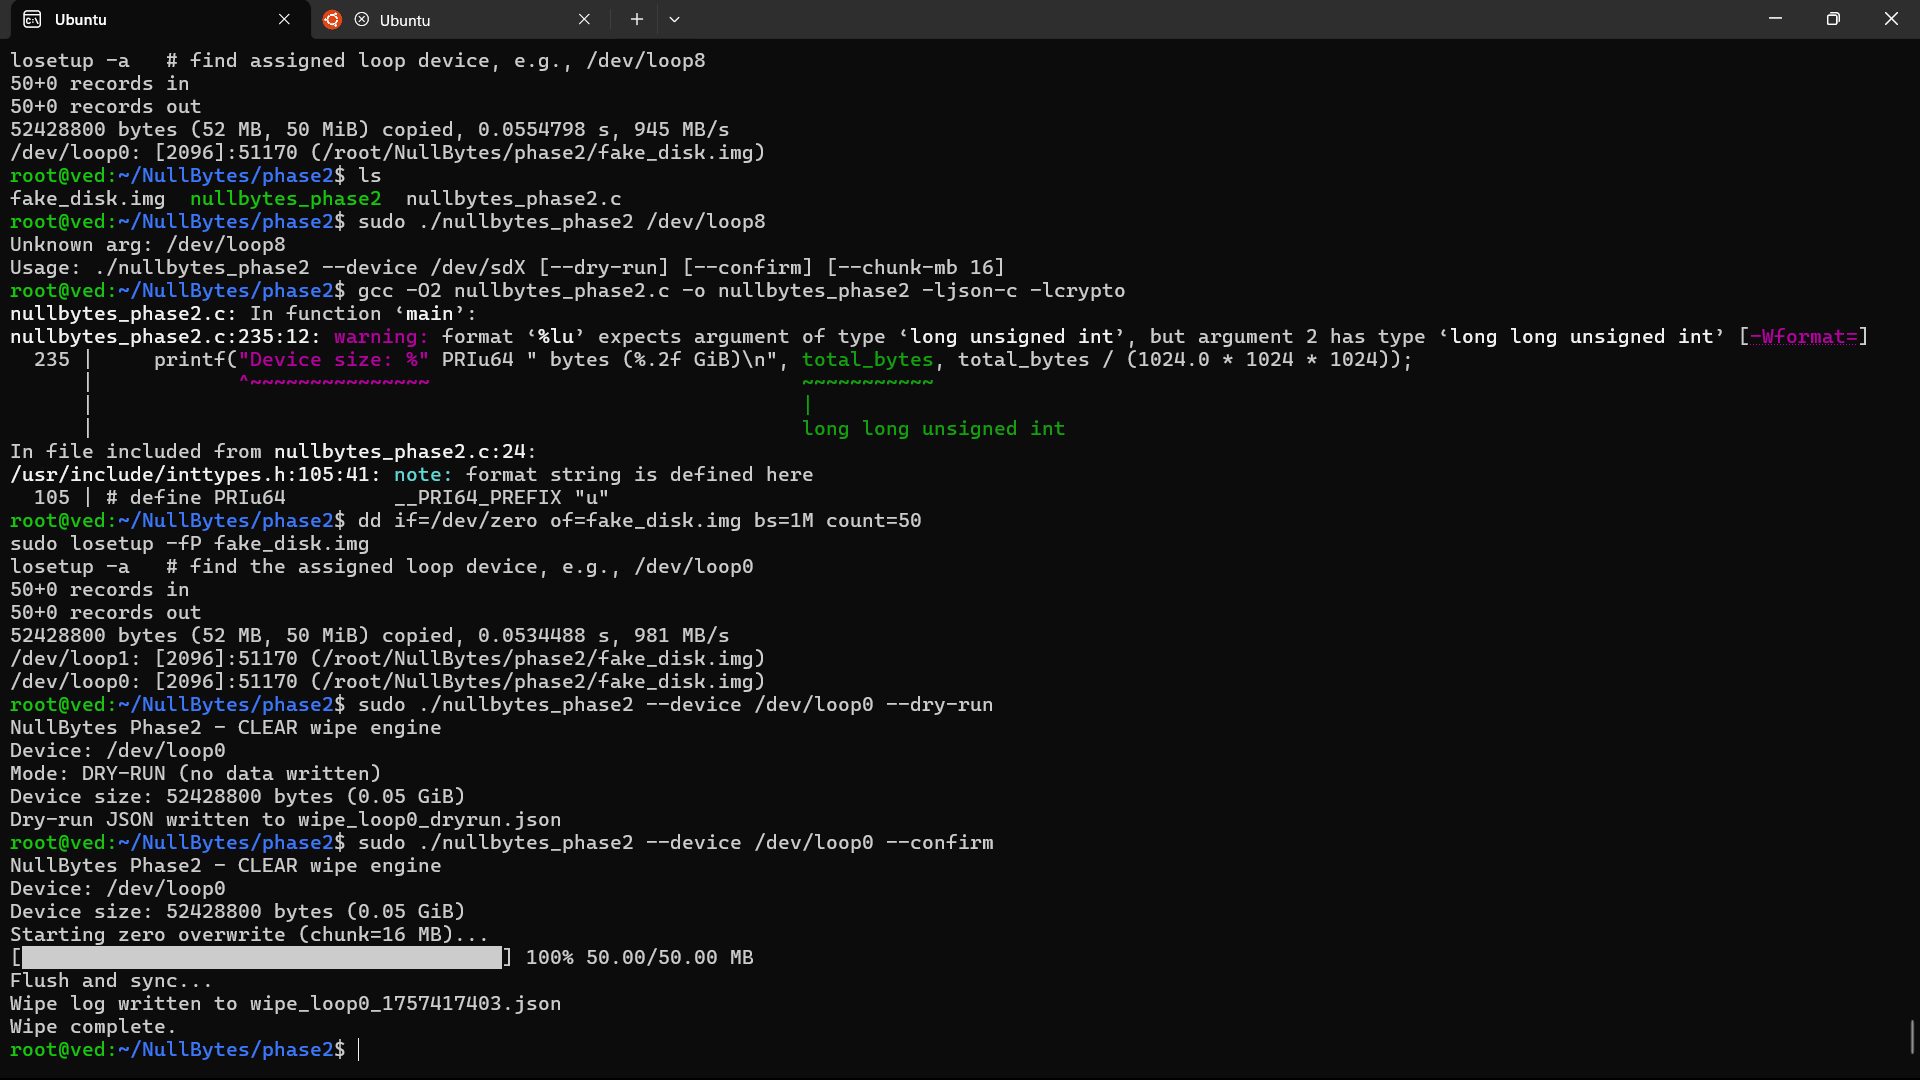 Ubuntu
Ubuntu
losetup -a   # find assigned loop device, e.g., /dev/loop8
50+0 records in
50+0 records out
52428800 bytes (52 MB, 50 MiB) copied, 0.0554798 s, 945 MB/s
/dev/loop0: [2096]:51170 (/root/NullBytes/phase2/fake_disk.img)
root@ved:~/NullBytes/phase2$ ls
fake_disk.img  nullbytes_phase2  nullbytes_phase2.c
root@ved:~/NullBytes/phase2$ sudo ./nullbytes_phase2 /dev/loop8
Unknown arg: /dev/loop8
Usage: ./nullbytes_phase2 --device /dev/sdX [--dry-run] [--confirm] [--chunk-mb 16]
root@ved:~/NullBytes/phase2$ gcc -O2 nullbytes_phase2.c -o nullbytes_phase2 -ljson-c -lcrypto
nullbytes_phase2.c: In function ‘main’:
nullbytes_phase2.c:235:12: warning: format ‘%lu’ expects argument of type ‘long unsigned int’, but argument 2 has type ‘long long unsigned int’ [-Wformat=]
  235 |     printf("Device size: %" PRIu64 " bytes (%.2f GiB)\n", total_bytes, total_bytes / (1024.0 * 1024 * 1024));
      |            ^~~~~~~~~~~~~~~~                               ~~~~~~~~~~~
      |                                                           |
      |                                                           long long unsigned int
In file included from nullbytes_phase2.c:24:
/usr/include/inttypes.h:105:41: note: format string is defined here
  105 | # define PRIu64         __PRI64_PREFIX "u"
root@ved:~/NullBytes/phase2$ dd if=/dev/zero of=fake_disk.img bs=1M count=50
sudo losetup -fP fake_disk.img
losetup -a   # find the assigned loop device, e.g., /dev/loop0
50+0 records in
50+0 records out
52428800 bytes (52 MB, 50 MiB) copied, 0.0534488 s, 981 MB/s
/dev/loop1: [2096]:51170 (/root/NullBytes/phase2/fake_disk.img)
/dev/loop0: [2096]:51170 (/root/NullBytes/phase2/fake_disk.img)
root@ved:~/NullBytes/phase2$ sudo ./nullbytes_phase2 --device /dev/loop0 --dry-run
NullBytes Phase2 - CLEAR wipe engine
Device: /dev/loop0
Mode: DRY-RUN (no data written)
Device size: 52428800 bytes (0.05 GiB)
Dry-run JSON written to wipe_loop0_dryrun.json
root@ved:~/NullBytes/phase2$ sudo ./nullbytes_phase2 --device /dev/loop0 --confirm
NullBytes Phase2 - CLEAR wipe engine
Device: /dev/loop0
Device size: 52428800 bytes (0.05 GiB)
Starting zero overwrite (chunk=16 MB)...
[████████████████████████████████████████] 100% 50.00/50.00 MB
Flush and sync...
Wipe log written to wipe_loop0_1757417403.json
Wipe complete.
root@ved:~/NullBytes/phase2$